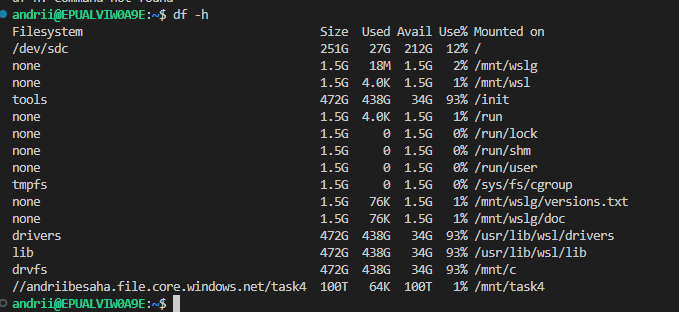 andrii@EPUALVIW0A9E:~$ df -h
Filesystem                                  Size  Used Avail Use% Mounted on
/dev/sdc                                    251G   27G  212G  12% /
none                                        1.5G   18M  1.5G   2% /mnt/wslg
none                                        1.5G  4.0K  1.5G   1% /mnt/wsl
tools                                       472G  438G   34G  93% /init
none                                        1.5G  4.0K  1.5G   1% /run
none                                        1.5G     0  1.5G   0% /run/lock
none                                        1.5G     0  1.5G   0% /run/shm
none                                        1.5G     0  1.5G   0% /run/user
tmpfs                                       1.5G     0  1.5G   0% /sys/fs/cgroup
none                                        1.5G   76K  1.5G   1% /mnt/wslg/versions.txt
none                                        1.5G   76K  1.5G   1% /mnt/wslg/doc
drivers                                     472G  438G   34G  93% /usr/lib/wsl/drivers
lib                                         472G  438G   34G  93% /usr/lib/wsl/lib
drvfs                                       472G  438G   34G  93% /mnt/c
//andriibesaha.file.core.windows.net/task4  100T   64K  100T   1% /mnt/task4
andrii@EPUALVIW0A9E:~$